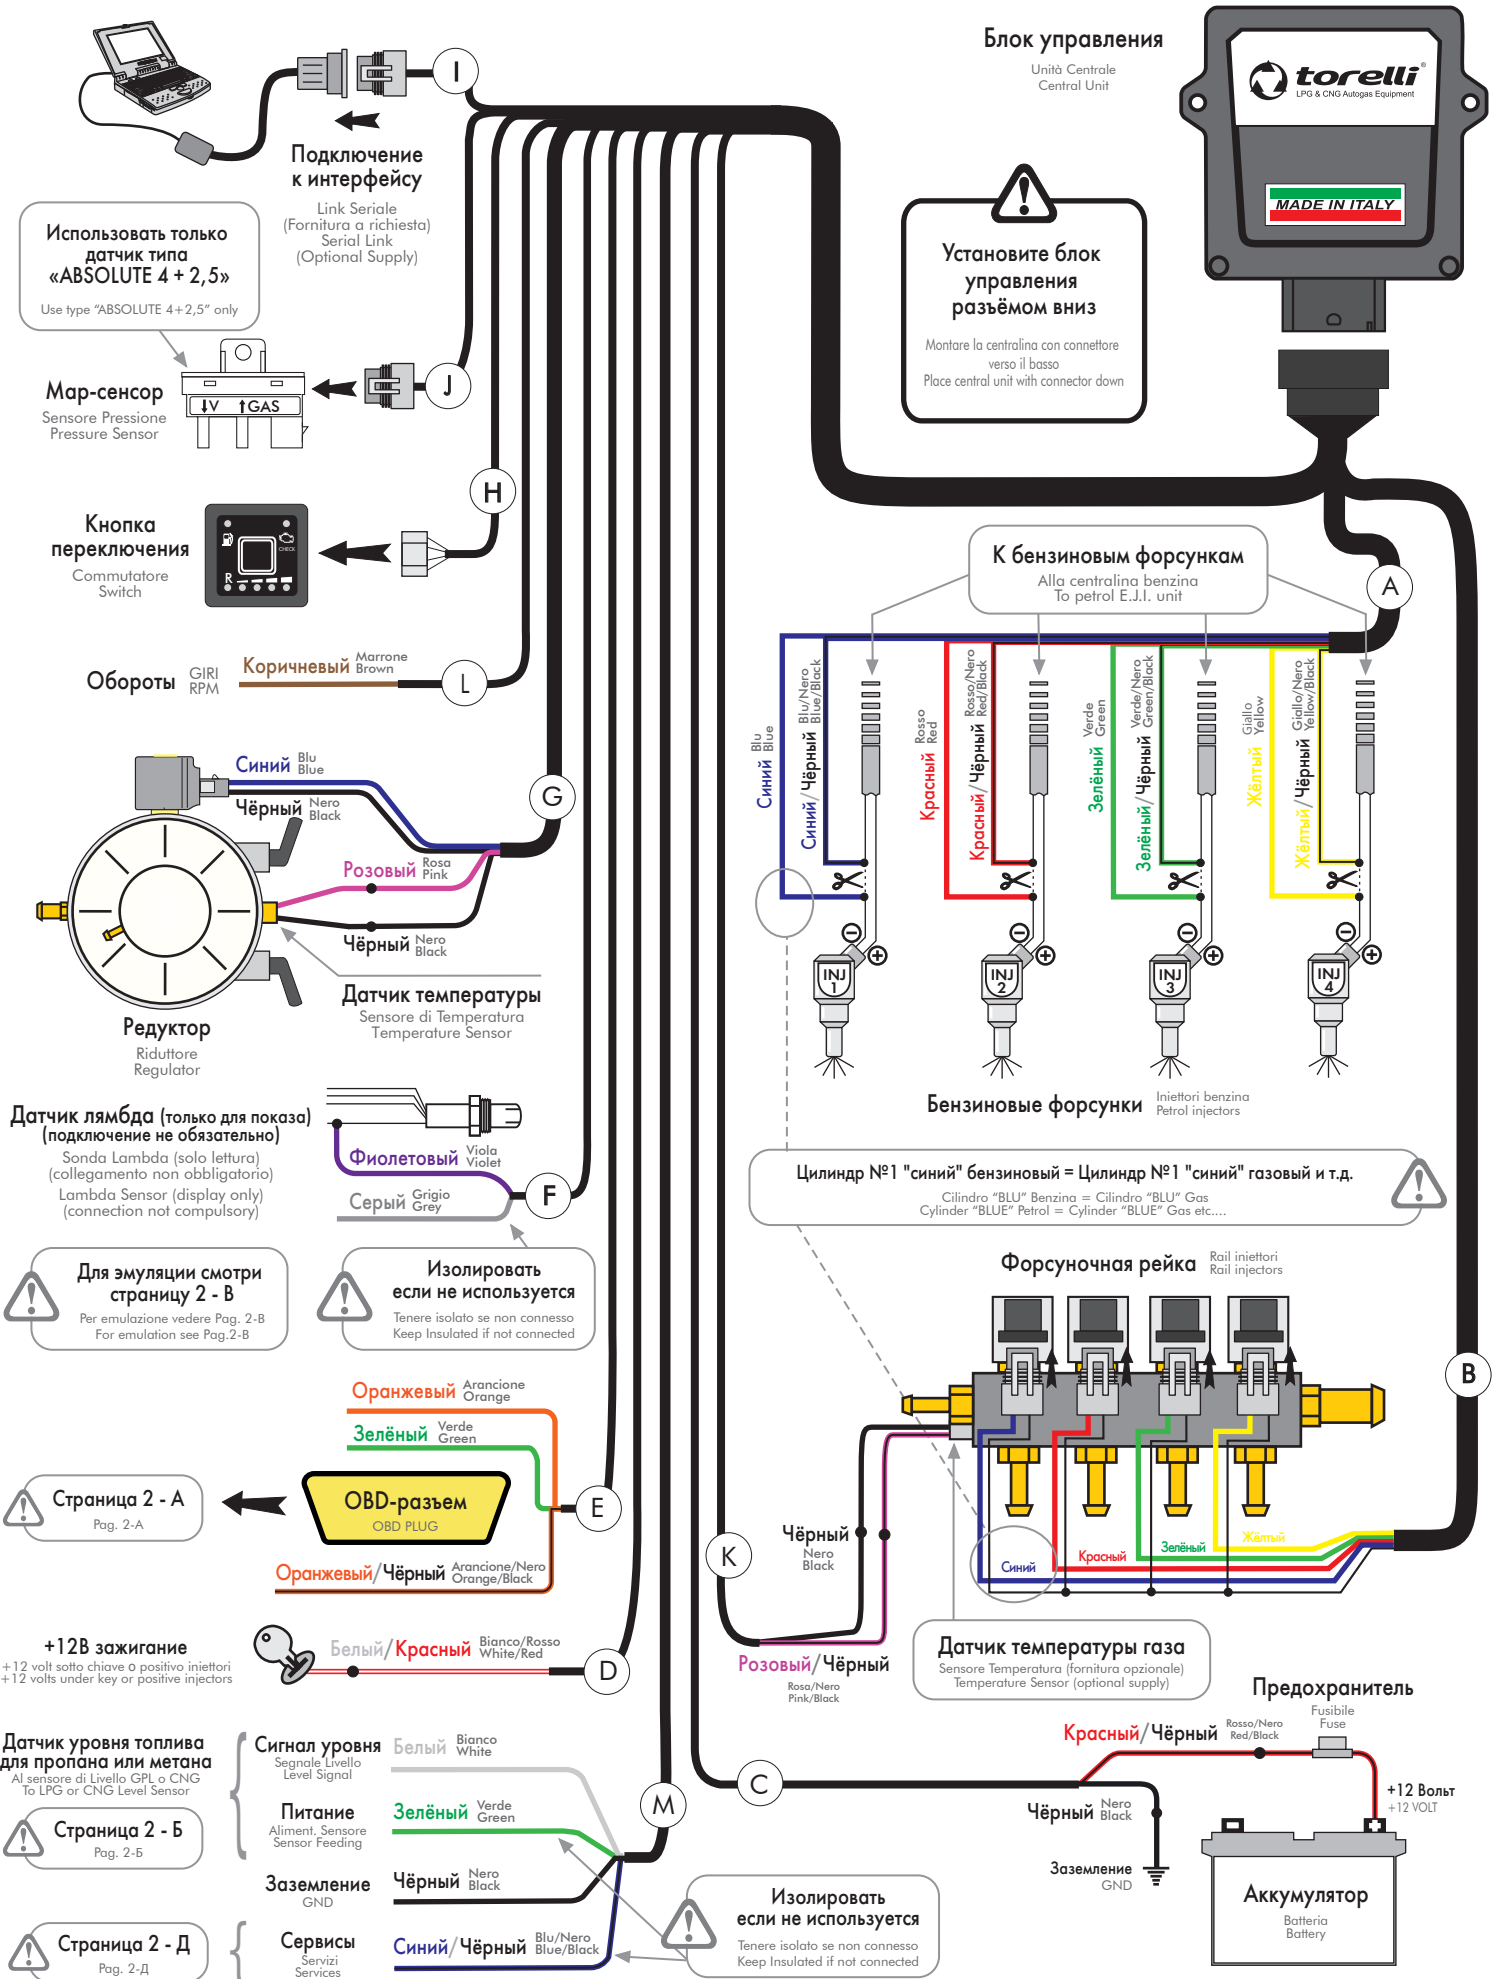 Блок управления
Unità Centrale
Central Unit
torelli
LPG & CNG Autogas Equipment
MADE IN ITALY
I
Подключение
к интерфейсу
Link Seriale
(Fornitura a richiesta)
Serial Link
(Optional Supply)
Использовать только
датчик типа
«ABSOLUTE 4 + 2,5»
Use type “ABSOLUTE 4+2,5” only
Установите блок
управления
разъёмом вниз
Montare la centralina con connettore
verso il basso
Place central unit with connector down
Мар-сенсор
Sensore Pressione
Pressure Sensor
V GAS
J
H
Кнопка
переключения
Commutatore
Switch
CHECK
R
К бензиновым форсункам
Alla centralina benzina
To petrol E.J.I. unit
A
Обороты
GIRI
RPM
Коричневый
Marrone
Brown
L
Синий
Blu
Blue
Чёрный
Nero
Black
G
Розовый
Rosa
Pink
Чёрный
Nero
Black
Датчик температуры
Sensore di Temperatura
Temperature Sensor
Редуктор
Riduttore
Regulator
Синий
Blu
Blue
Синий/Чёрный
Blu/Nero
Blue/Black
Красный
Rosso
Red
Красный/Чёрный
Rosso/Nero
Red/Black
Зелёный
Verde
Green
Зелёный/Чёрный
Verde/Nero
Green/Black
Жёлтый
Giallo
Yellow
Жёлтый/Чёрный
Giallo/Nero
Yellow/Black
INJ
1
INJ
2
INJ
3
INJ
4
Бензиновые форсунки
Iniettori benzina
Petrol injectors
Датчик лямбда (только для показа)
(подключение не обязательно)
Sonda Lambda (solo lettura)
(collegamento non obbligatorio)
Lambda Sensor (display only)
(connection not compulsory)
Фиолетовый
Viola
Violet
Серый
Grigio
Grey
F
Для эмуляции смотри
страницу 2 - В
Per emulazione vedere Pag. 2-B
For emulation see Pag.2-B
Изолировать
если не используется
Tenere isolato se non connesso
Keep Insulated if not connected
Цилиндр №1 "синий" бензиновый = Цилиндр №1 "синий" газовый и т.д.
Cilindro “BLU” Benzina = Cilindro “BLU” Gas
Cylinder “BLUE” Petrol = Cylinder “BLUE” Gas etc....
Форсуночная рейка
Rail iniettori
Rail injectors
B
Оранжевый
Arancione
Orange
Зелёный
Verde
Green
Страница 2 - А
Pag. 2-A
OBD-разъем
OBD PLUG
E
Оранжевый/Чёрный
Arancione/Nero
Orange/Black
K
Чёрный
Nero
Black
Розовый/Чёрный
Rosa/Nero
Pink/Black
Синий
Красный
Зелёный
Жёлтый
Датчик температуры газа
Sensore Temperatura (fornitura opzionale)
Temperature Sensor (optional supply)
+12В зажигание
+12 volt sotto chiave o positivo iniettori
+12 volts under key or positive injectors
Белый/Красный
Bianco/Rosso
White/Red
D
Предохранитель
Fusibile
Fuse
Красный/Чёрный
Rosso/Nero
Red/Black
C
Чёрный
Nero
Black
Заземление
GND
+12 Вольт
+12 VOLT
Аккумулятор
Batteria
Battery
Датчик уровня топлива
для пропана или метана
Al sensore di Livello GPL o CNG
To LPG or CNG Level Sensor
Страница 2 - Б
Pag. 2-Б
Сигнал уровня
Segnale Livello
Level Signal
Белый
Bianco
White
Питание
Aliment. Sensore
Sensor Feeding
Зелёный
Verde
Green
M
Заземление
GND
Чёрный
Nero
Black
Страница 2 - Д
Pag. 2-Д
Сервисы
Servizi
Services
Синий/Чёрный
Blu/Nero
Blue/Black
Изолировать
если не используется
Tenere isolato se non connesso
Keep Insulated if not connected